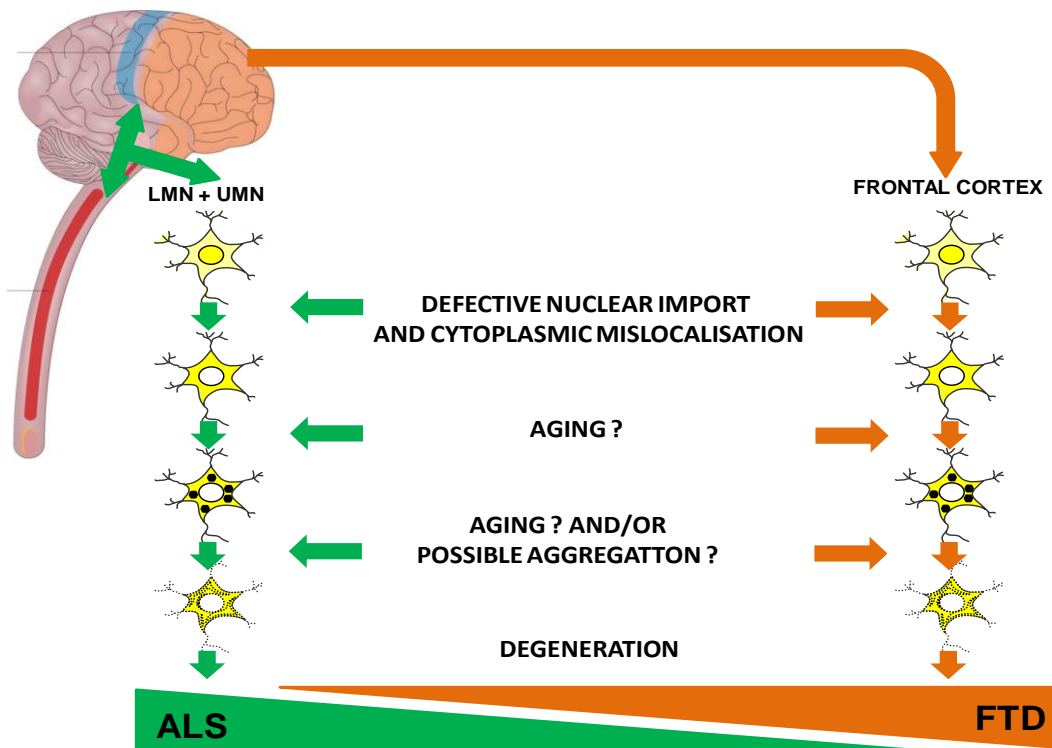 LMN + UMN
FRONTAL CORTEX
DEFECTIVE NUCLEAR IMPORT
AND CYTOPLASMIC MISLOCALISATION
AGING ?
AGING ? AND/OR
POSSIBLE AGGREGATTON ?
DEGENERATION
ALS
FTD